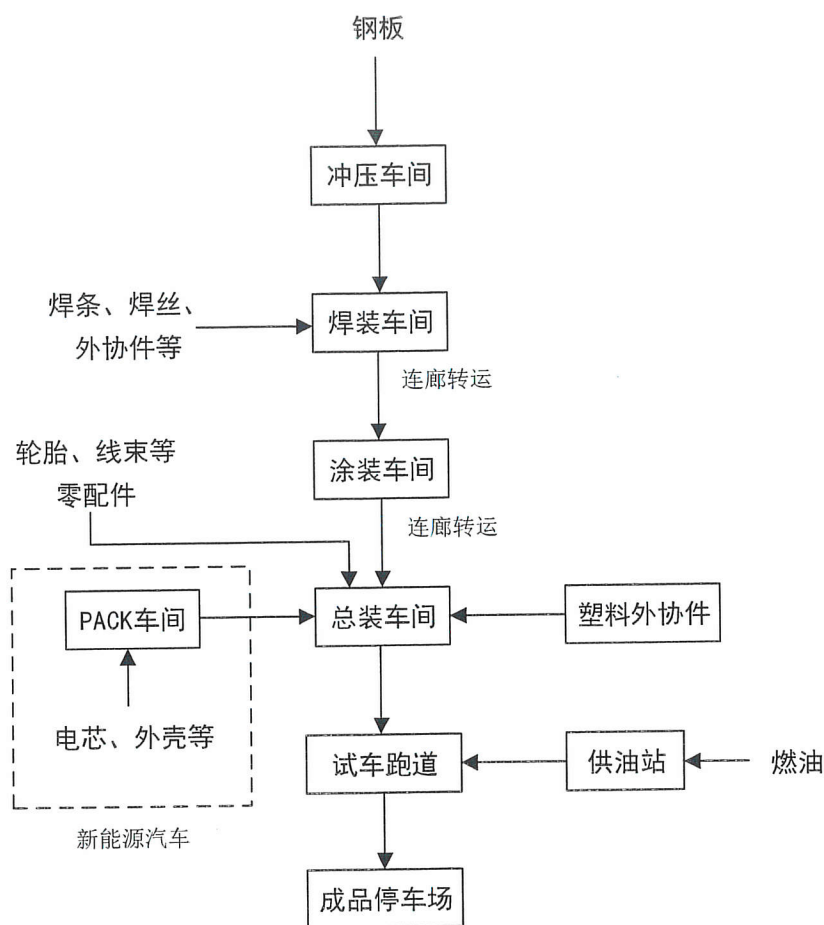 钢板
冲压车间
焊条、焊丝、
外协件等
焊装车间
连廊转运
轮胎、线束等
零配件
涂装车间
连廊转运
PACK车间
总装车间
塑料外协件
电芯、外壳等
试车跑道
供油站
燃油
新能源汽车
成品停车场